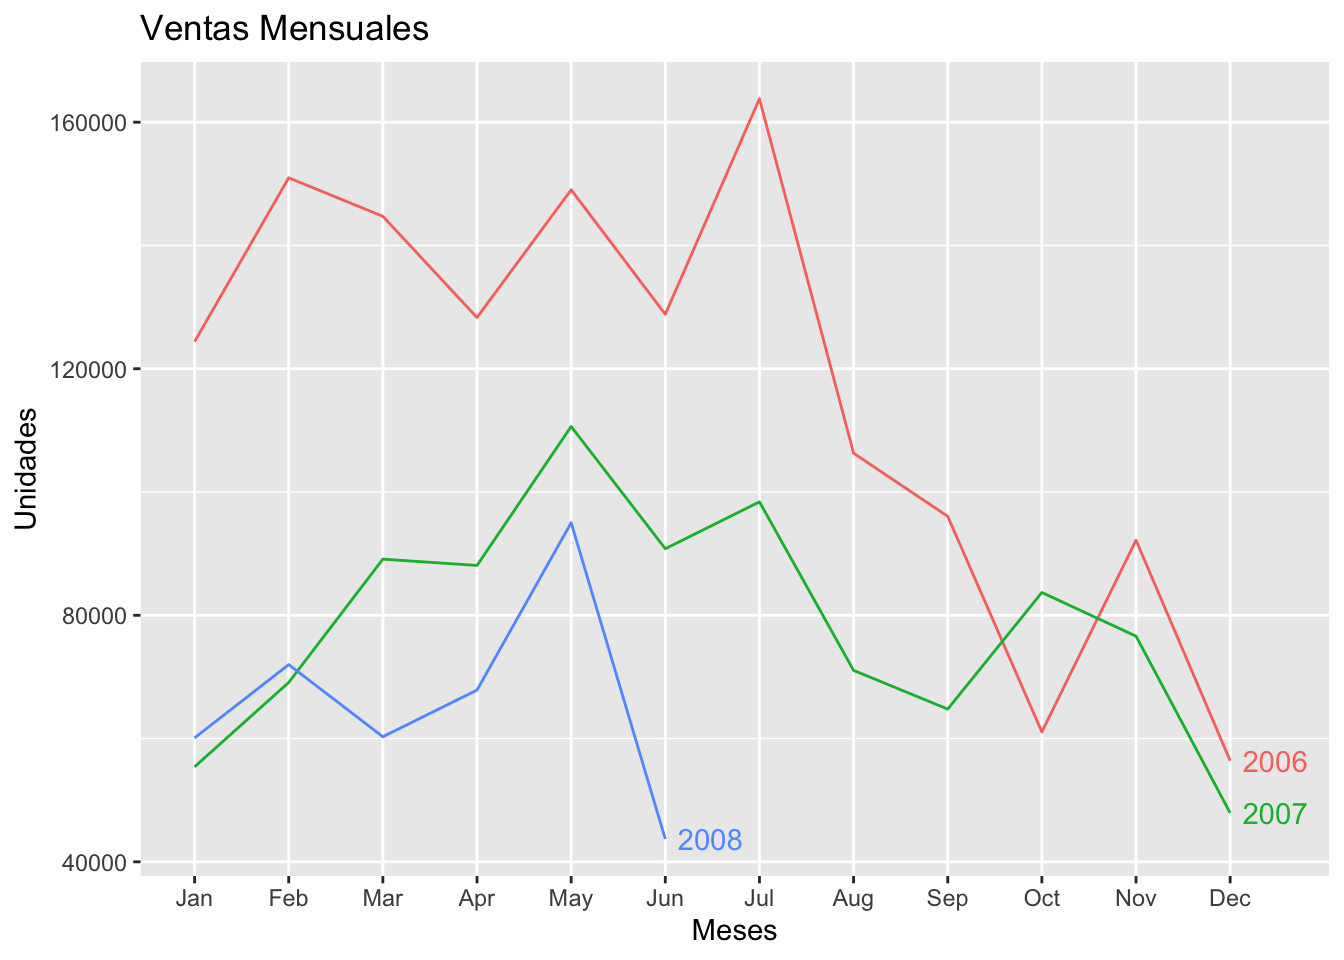 Ventas Mensuales
Unidades
160000
120000
80000
40000
2006
2007
2008
Jan Feb Mar Apr May Jun Jul Aug Sep Oct Nov Dec
Meses